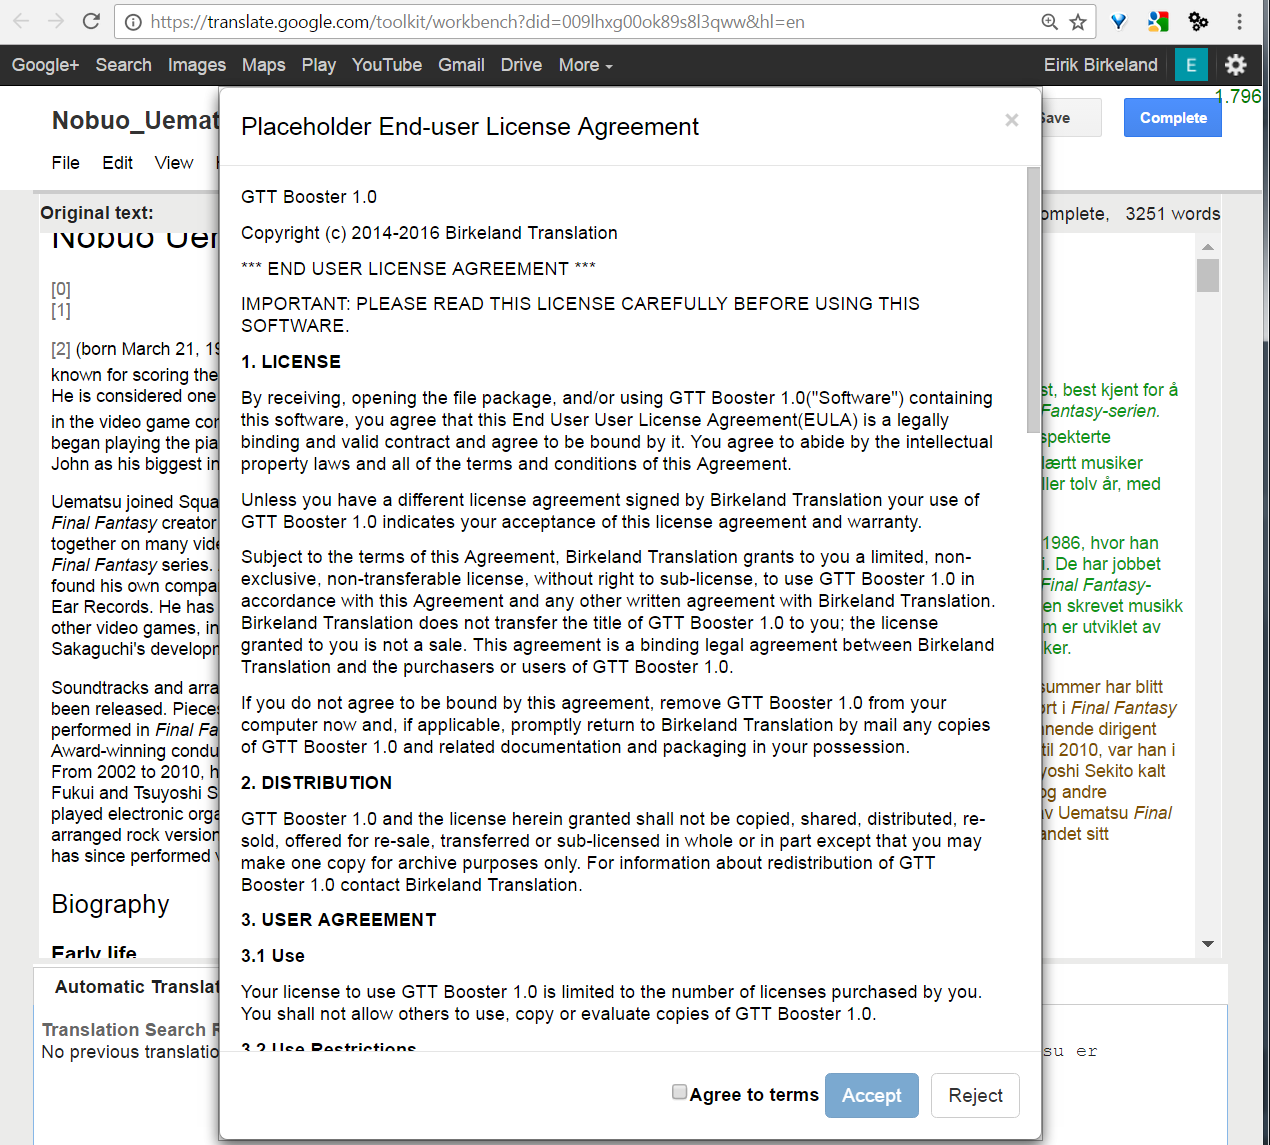 https://translate.google.com/toolkit/workbench?did=009lhxg00ok89s8l3qww&hl=en
Google+ Search Images Maps Play YouTube Gmail Drive More
Eirik Birkeland E
1.796
Nobuo_Uemat
Save
Complete
File Edit View
Placeholder End-user License Agreement
×
Original text:
omplete, 3251 words
Nobuo Uer
[0]
[1]
[2] (born March 21, 19
known for scoring the
He is considered one
in the video game cor
began playing the pia
John as his biggest in
Uematsu joined Squa
Final Fantasy creator
together on many vide
Final Fantasy series.
found his own compa
Ear Records. He has
other video games, in
Sakaguchi's developm
Soundtracks and arra
been released. Pieces
performed in Final Fa
Award-winning condu
From 2002 to 2010, h
Fukui and Tsuyoshi S
played electronic orga
arranged rock version
has since performed v
Biography
Early life
GTT Booster 1.0
Copyright (c) 2014-2016 Birkeland Translation
*** END USER LICENSE AGREEMENT ***
IMPORTANT: PLEASE READ THIS LICENSE CAREFULLY BEFORE USING THIS
SOFTWARE.
1. LICENSE
By receiving, opening the file package, and/or using GTT Booster 1.0("Software") containing
this software, you agree that this End User User License Agreement(EULA) is a legally
binding and valid contract and agree to be bound by it. You agree to abide by the intellectual
property laws and all of the terms and conditions of this Agreement.
Unless you have a different license agreement signed by Birkeland Translation your use of
GTT Booster 1.0 indicates your acceptance of this license agreement and warranty.
Subject to the terms of this Agreement, Birkeland Translation grants to you a limited, non-
exclusive, non-transferable license, without right to sub-license, to use GTT Booster 1.0 in
accordance with this Agreement and any other written agreement with Birkeland Translation.
Birkeland Translation does not transfer the title of GTT Booster 1.0 to you; the license
granted to you is not a sale. This agreement is a binding legal agreement between Birkeland
Translation and the purchasers or users of GTT Booster 1.0.
If you do not agree to be bound by this agreement, remove GTT Booster 1.0 from your
computer now and, if applicable, promptly return to Birkeland Translation by mail any copies
of GTT Booster 1.0 and related documentation and packaging in your possession.
2. DISTRIBUTION
GTT Booster 1.0 and the license herein granted shall not be copied, shared, distributed, re-
sold, offered for re-sale, transferred or sub-licensed in whole or in part except that you may
make one copy for archive purposes only. For information about redistribution of GTT
Booster 1.0 contact Birkeland Translation.
3. USER AGREEMENT
3.1 Use
Your license to use GTT Booster 1.0 is limited to the number of licenses purchased by you.
You shall not allow others to use, copy or evaluate copies of GTT Booster 1.0.
3.2 Use Restrictions
st, best kjent for å
Fantasy-serien.
spekterte
lærtt musiker
ller tolv år, med
1986, hvor han
i. De har jobbet
Final Fantasy-
en skrevet musikk
m er utviklet av
ker.
summer har blitt
ørt i Final Fantasy
nnende dirigent
til 2010, var han i
yoshi Sekito kalt
og andre
av Uematsu Final
andet sitt
Automatic Translat
Translation Search R
No previous translatio
su er
Agree to terms
Accept
Reject